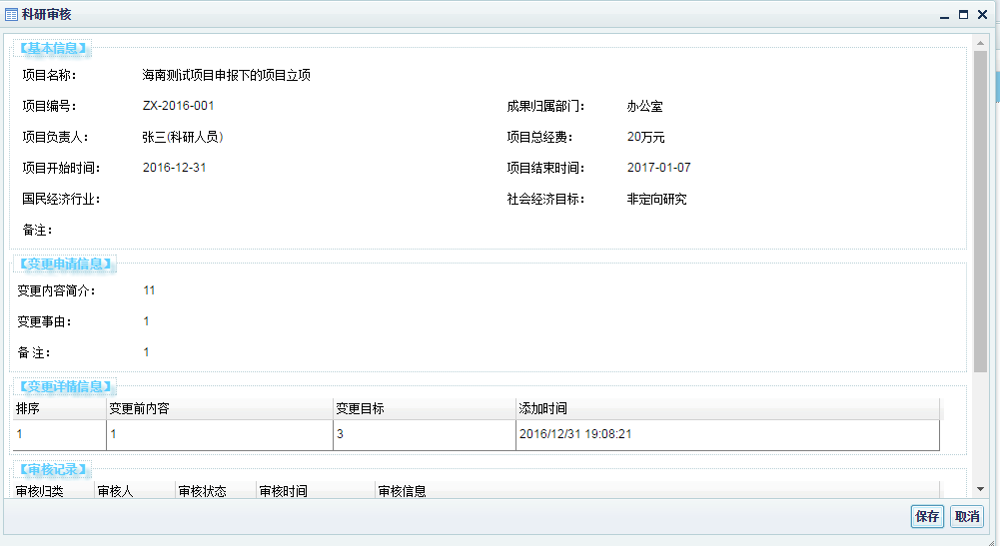 科研审核
【基本信息】
项目名称： 海南测试项目申报下的项目立项
项目编号： ZX-2016-001 成果归属部门： 办公室
项目负责人： 张三(科研人员) 项目总经费： 20万元
项目开始时间： 2016-12-31 项目结束时间： 2017-01-07
国民经济行业： 社会经济目标： 非定向研究
备注：
【变更申请信息】
变更内容简介： 11
变更事由： 1
备 注： 1
【变更详情信息】
排序 变更前内容 变更目标 添加时间
1 1 3 2016/12/31 19:08:21
【审核记录】
审核归类 审核人 审核状态 审核时间 审核信息
保存 取消